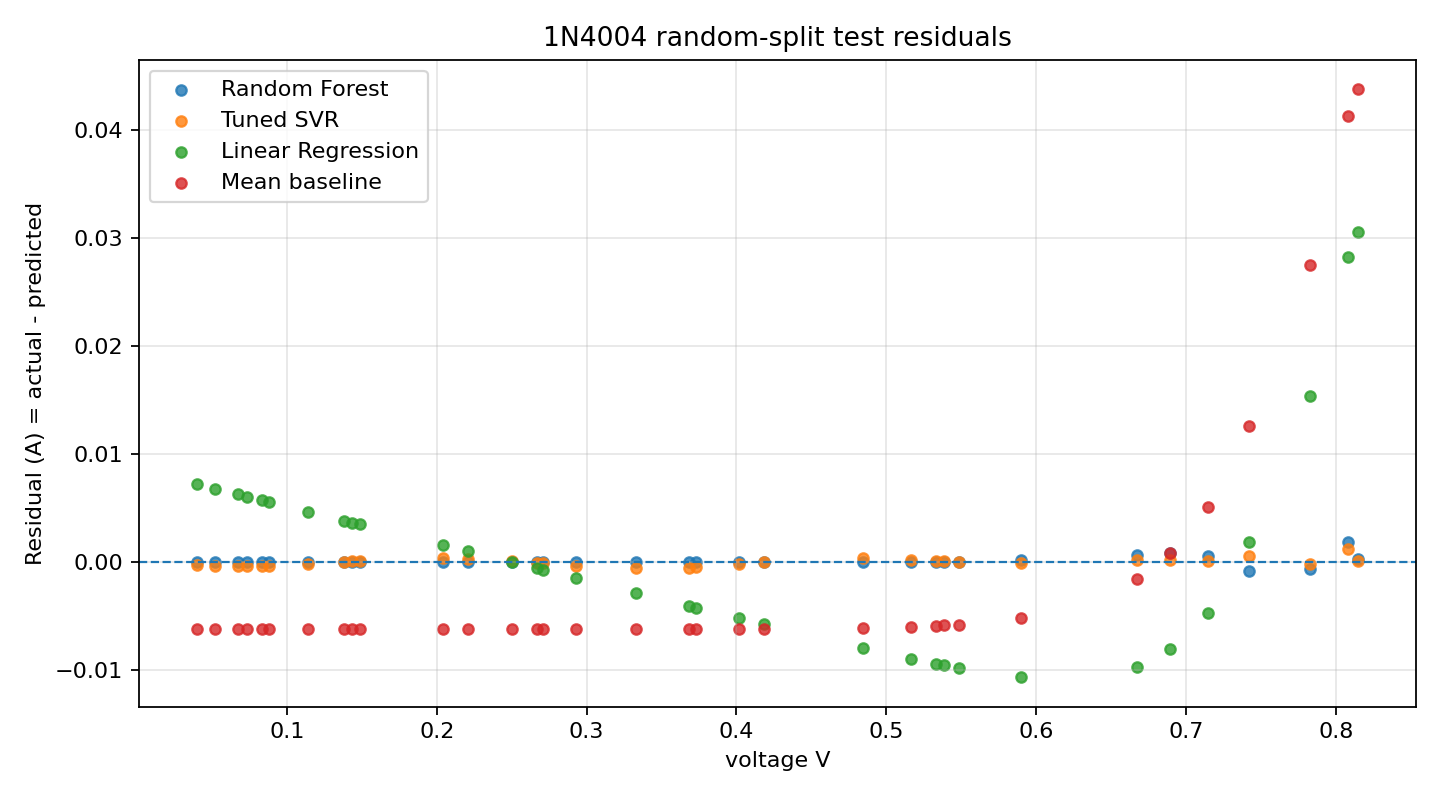 1N4004 random-split test residuals
Random Forest
Tuned SVR
Linear Regression
Mean baseline
Residual (A) = actual - predicted
0.04
0.03
0.02
0.01
0.00
−0.01
0.1 0.2 0.3 0.4 0.5 0.6 0.7 0.8
voltage V